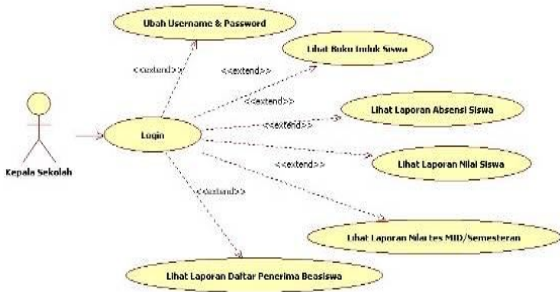 Ubah Username & Password
Lihat Buku Induk Siswa
<<extend>>
<<extend>>
Lihat Laporan Absensi Siswa
<<extend>>
Login
Kepala Sekolah
<<extend>>
Lihat Laporan Nilai Siswa
<<extend>>
Lihat Laporan Nilai tes MID/Semesteran
Lihat Laporan Daftar Penerima Beasiswa